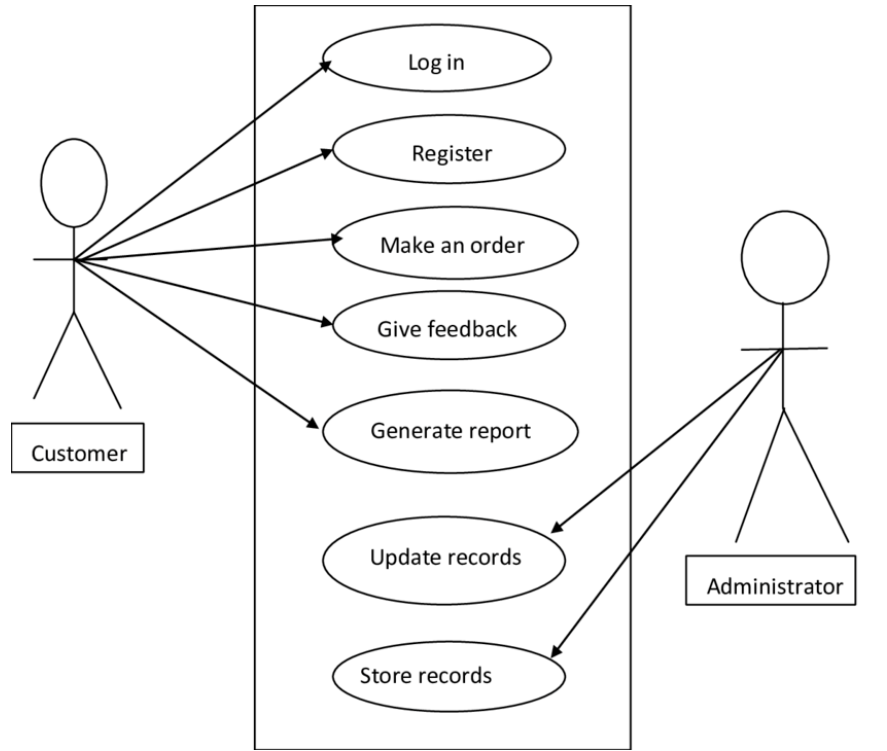 Log in
Register
Make an order
Give feedback
Generate report
Customer
Update records
Administrator
Store records